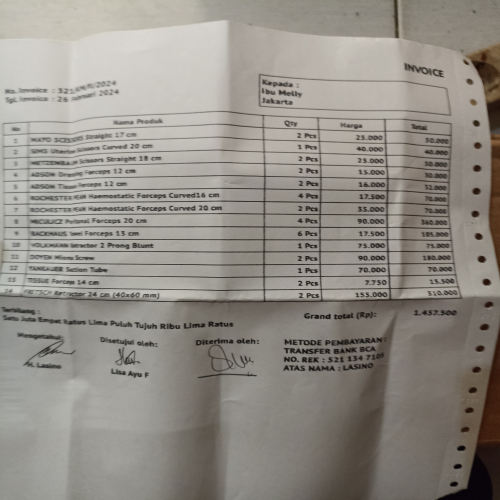 INVOICE
No. Invoice : 321/KM/II/2024
Tgl. Invoice : 26 Januari 2024
Kepada :
Ibu Melly
Jakarta
No Nama Produk Qty Harga Total
1 MAYO SCISSORS Straight 17 cm 2 Pcs 25.000 50.000
2 Uterine Scissors Curved 20 cm 1 Pcs 40.000 40.000
3 METZENBAUM Scissors Straight 18 cm 2 Pcs 25.000 50.000
4 ADSON Dressing Forceps 12 cm 2 Pcs 15.000 30.000
5 ADSON Tissue Forceps 12 cm 2 Pcs 16.000 32.000
6 ROCHESTER PEAN Haemostatic Forceps Curved16 cm 4 Pcs 17.500 70.000
7 ROCHESTER PEAN Haemostatic Forceps Curved 20 cm 2 Pcs 35.000 70.000
8 MICULICZ Peritoneal Forceps 20 cm 4 Pcs 90.000 360.000
9 BACKHAUS Towel Forceps 13 cm 6 Pcs 17.500 105.000
10 VOLKMANN Retractor 2 Prong Blunt 1 Pcs 75.000 75.000
11 DOYEN Screw 2 Pcs 90.000 180.000
12 YANKAUER Suction Tube 1 Pcs 70.000 70.000
13 TISSUE Forceps 14 cm 2 Pcs 7.750 15.500
14 FRITSCH Retractor 24 cm (40x60 mm) 2 Pcs 155.000 310.000
Terbilang :
Satu Juta Empat Ratus Lima Puluh Tujuh Ribu Lima Ratus
Grand total (Rp): 1.457.500
Mengetahui Disetujui oleh: Diterima oleh:
H. Lasino Lisa Ayu F
METODE PEMBAYARAN:
TRANSFER BANK BCA
NO. REK : 521 134 7105
ATAS NAMA : LASINO